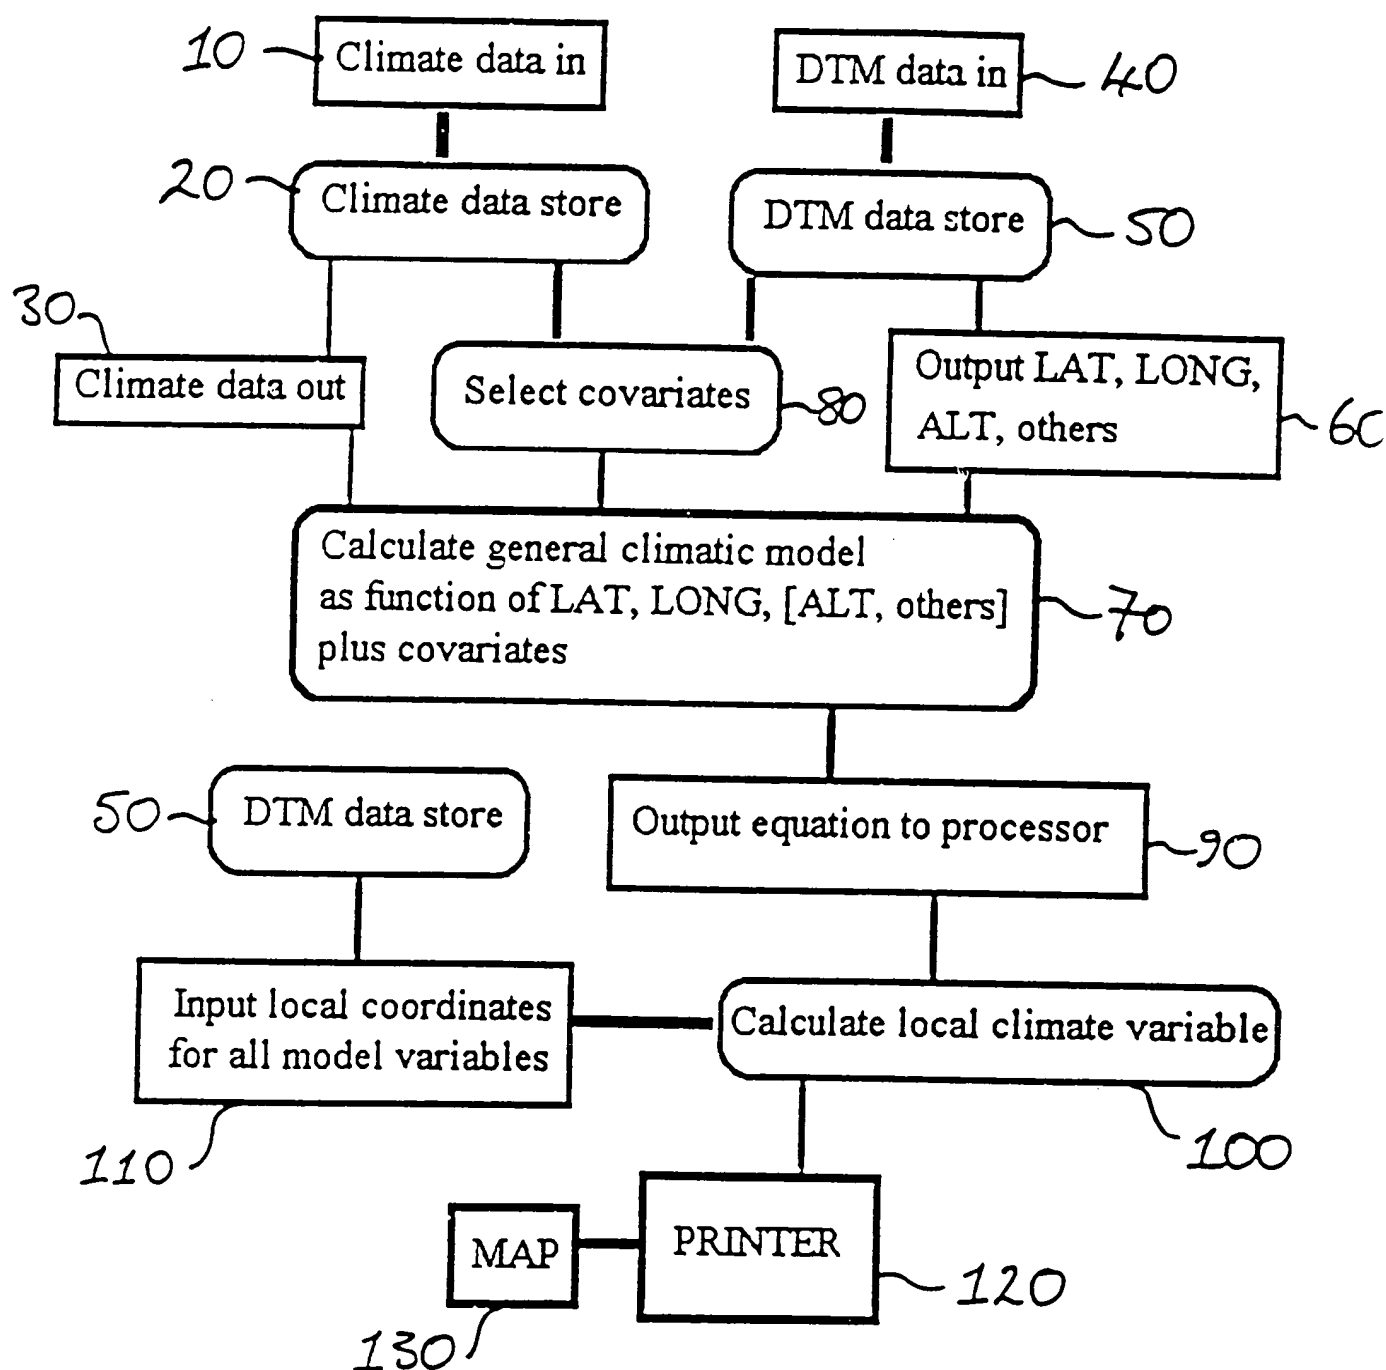 10
Climate data in
DTM data in
40
20
Climate data store
DTM data store
50
30
Climate data out
Select covariates
80
Output LAT, LONG,
ALT, others
60
Calculate general climatic model
as function of LAT, LONG, [ALT, others]
plus covariates
70
50
DTM data store
Output equation to processor
90
Input local coordinates
for all model variables
Calculate local climate variable
110
100
MAP
PRINTER
120
130